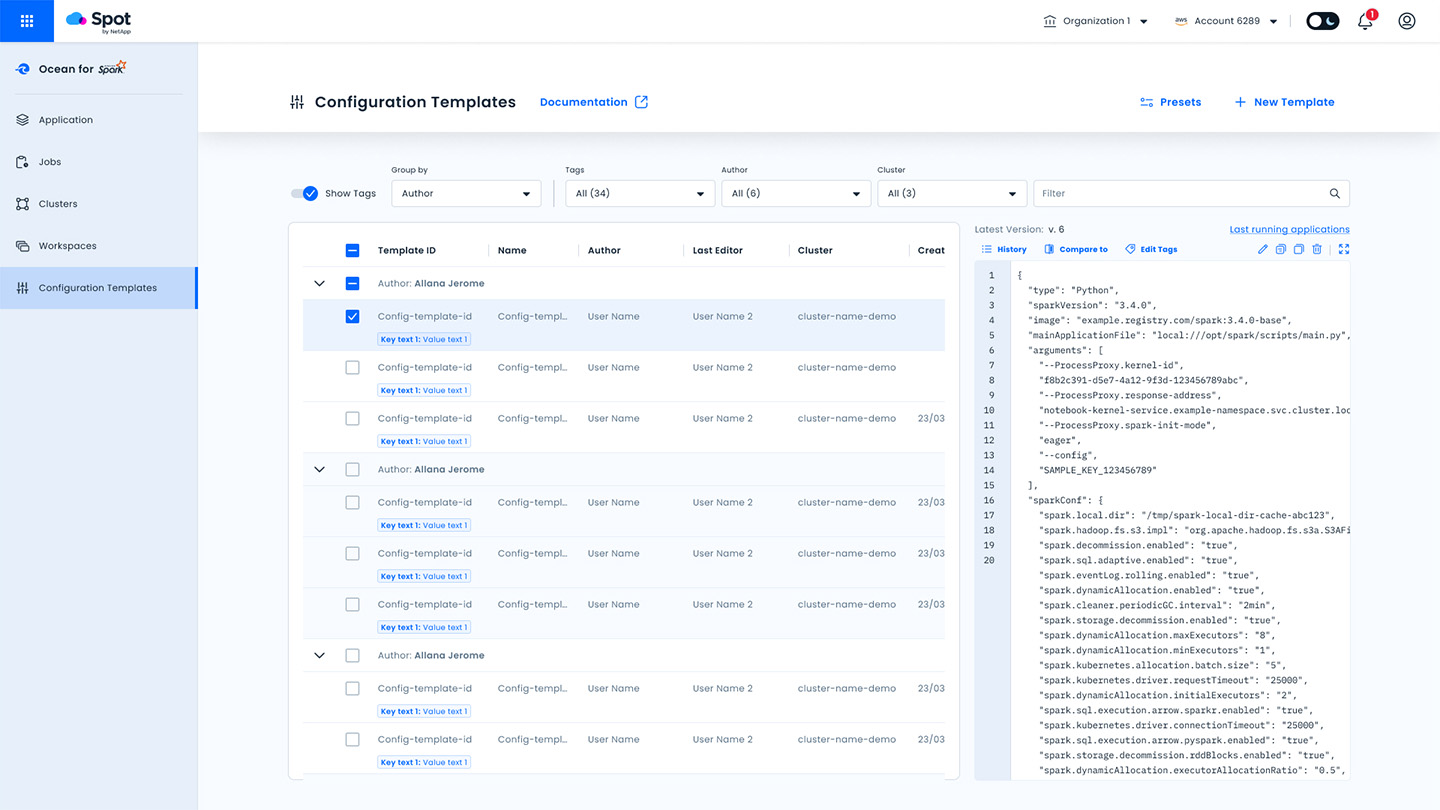 Spot
by NetApp
Organization 1
aws Account 6289
1
Ocean for Spark
Application
Jobs
Clusters
Workspaces
Configuration Templates
Configuration Templates
Documentation
Presets
New Template
Show Tags
Group by
Author
Tags
All (34)
Author
All (6)
Cluster
All (3)
Filter
Template ID Name Author Last Editor Cluster Creat
Author: Allana Jerome
Config-template-id Config-templ... User Name User Name 2 cluster-name-demo
Key text 1: Value text 1
Config-template-id Config-templ... User Name User Name 2 cluster-name-demo
Key text 1: Value text 1
Config-template-id Config-templ... User Name User Name 2 cluster-name-demo 23/03
Key text 1: Value text 1
Author: Allana Jerome
Config-template-id Config-templ... User Name User Name 2 cluster-name-demo 23/03
Key text 1: Value text 1
Config-template-id Config-templ... User Name User Name 2 cluster-name-demo 23/03
Key text 1: Value text 1
Config-template-id Config-templ... User Name User Name 2 cluster-name-demo 23/03
Key text 1: Value text 1
Author: Allana Jerome
Config-template-id Config-templ... User Name User Name 2 cluster-name-demo 23/03
Key text 1: Value text 1
Config-template-id Config-templ... User Name User Name 2 cluster-name-demo 23/03
Key text 1: Value text 1
Latest Version: v. 6
Last running applications
History
Compare to
Edit Tags
1 {
2 "type": "Python",
3 "sparkVersion": "3.4.0",
4 "image": "example.registry.com/spark:3.4.0-base",
5 "mainApplicationFile": "local:///opt/spark/scripts/main.py",
6 "arguments": [
7 "--ProcessProxy.kernel-id",
8 "f8b2c391-d5e7-4a12-9f3d-123456789abc",
9 "--ProcessProxy.response-address",
10 "notebook-kernel-service.example-namespace.svc.cluster.loc
11 "--ProcessProxy.spark-init-mode",
12 "eager",
13 "--config",
14 "SAMPLE_KEY_123456789"
15 ],
16 "sparkConf": {
17 "spark.local.dir": "/tmp/spark-local-dir-cache-abc123",
18 "spark.hadoop.fs.s3.impl": "org.apache.hadoop.fs.s3a.S3AFi
19 "spark.decommission.enabled": "true",
20 "spark.sql.adaptive.enabled": "true",
"spark.eventLog.rolling.enabled": "true",
"spark.dynamicAllocation.enabled": "true",
"spark.cleaner.periodicGC.interval": "2min",
"spark.storage.decommission.enabled": "true",
"spark.dynamicAllocation.maxExecutors": "8",
"spark.dynamicAllocation.minExecutors": "1",
"spark.kubernetes.allocation.batch.size": "5",
"spark.kubernetes.driver.requestTimeout": "25000",
"spark.dynamicAllocation.initialExecutors": "2",
"spark.sql.execution.arrow.sparkr.enabled": "true",
"spark.kubernetes.driver.connectionTimeout": "25000",
"spark.sql.execution.arrow.pyspark.enabled": "true",
"spark.storage.decommission.rddBlocks.enabled": "true",
"spark.dynamicAllocation.executorAllocationRatio": "0.5",